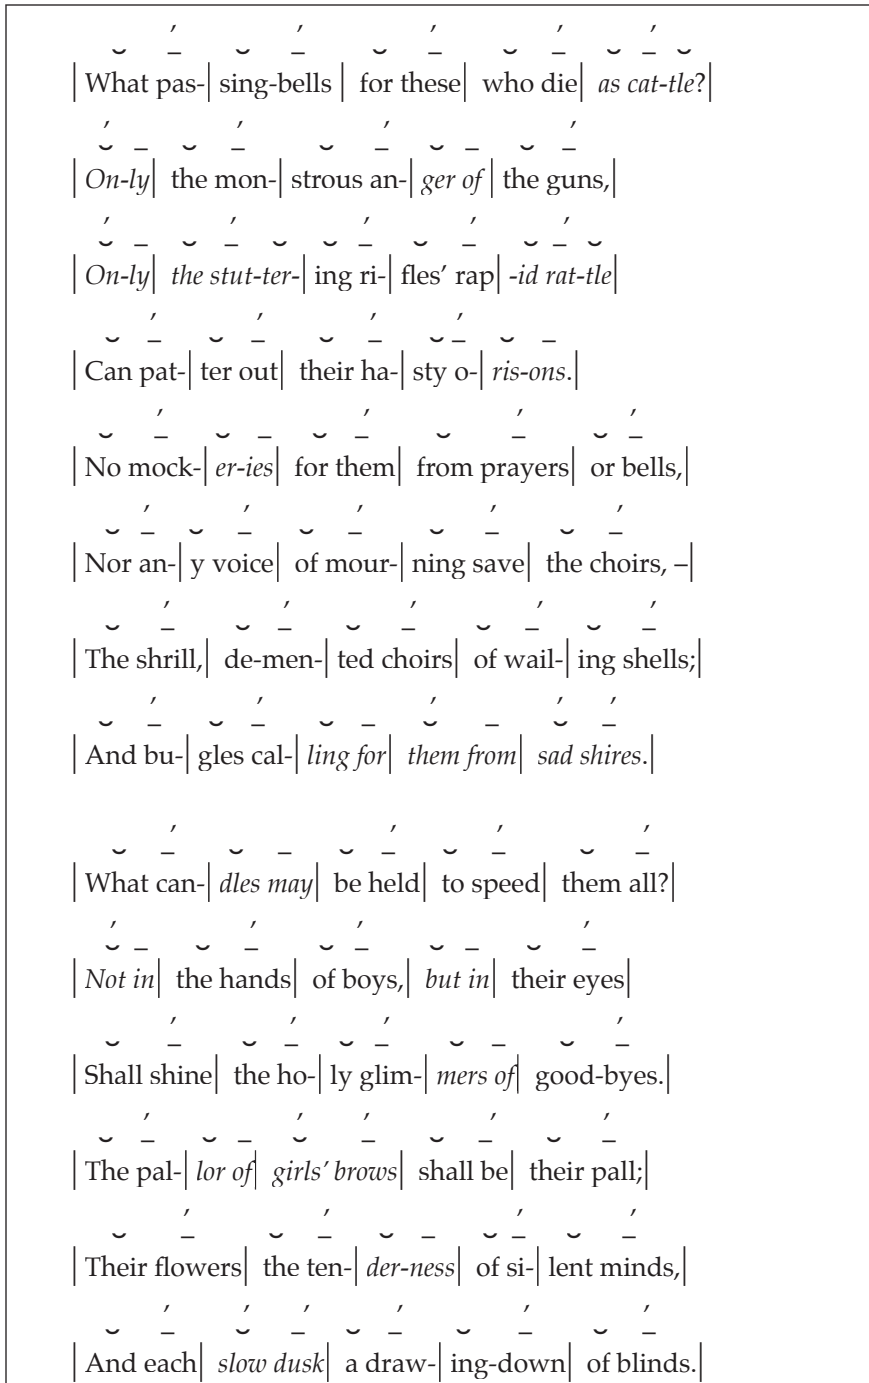 | What pas-| sing-bells | for these| who die| as cat-tle?|
| On-ly| the mon-| strous an-| ger of | the guns,|
| On-ly| the stut-ter-| ing ri-| fles’ rap| -id rat-tle|
| Can pat-| ter out| their ha-| sty o-| ris-ons.|
| No mock-| er-ies| for them| from prayers| or bells,|
| Nor an-| y voice| of mour-| ning save| the choirs, –|
| The shrill,| de-men-| ted choirs| of wail-| ing shells;|
| And bu-| gles cal-| ling for| them from| sad shires.|
| What can-| dles may| be held| to speed| them all?|
| Not in| the hands| of boys,| but in| their eyes|
| Shall shine| the ho-| ly glim-| mers of| good-byes.|
| The pal-| lor of| girls’ brows| shall be| their pall;|
| Their flowers| the ten-| der-ness| of si-| lent minds,|
| And each| slow dusk| a draw-| ing-down| of blinds.|